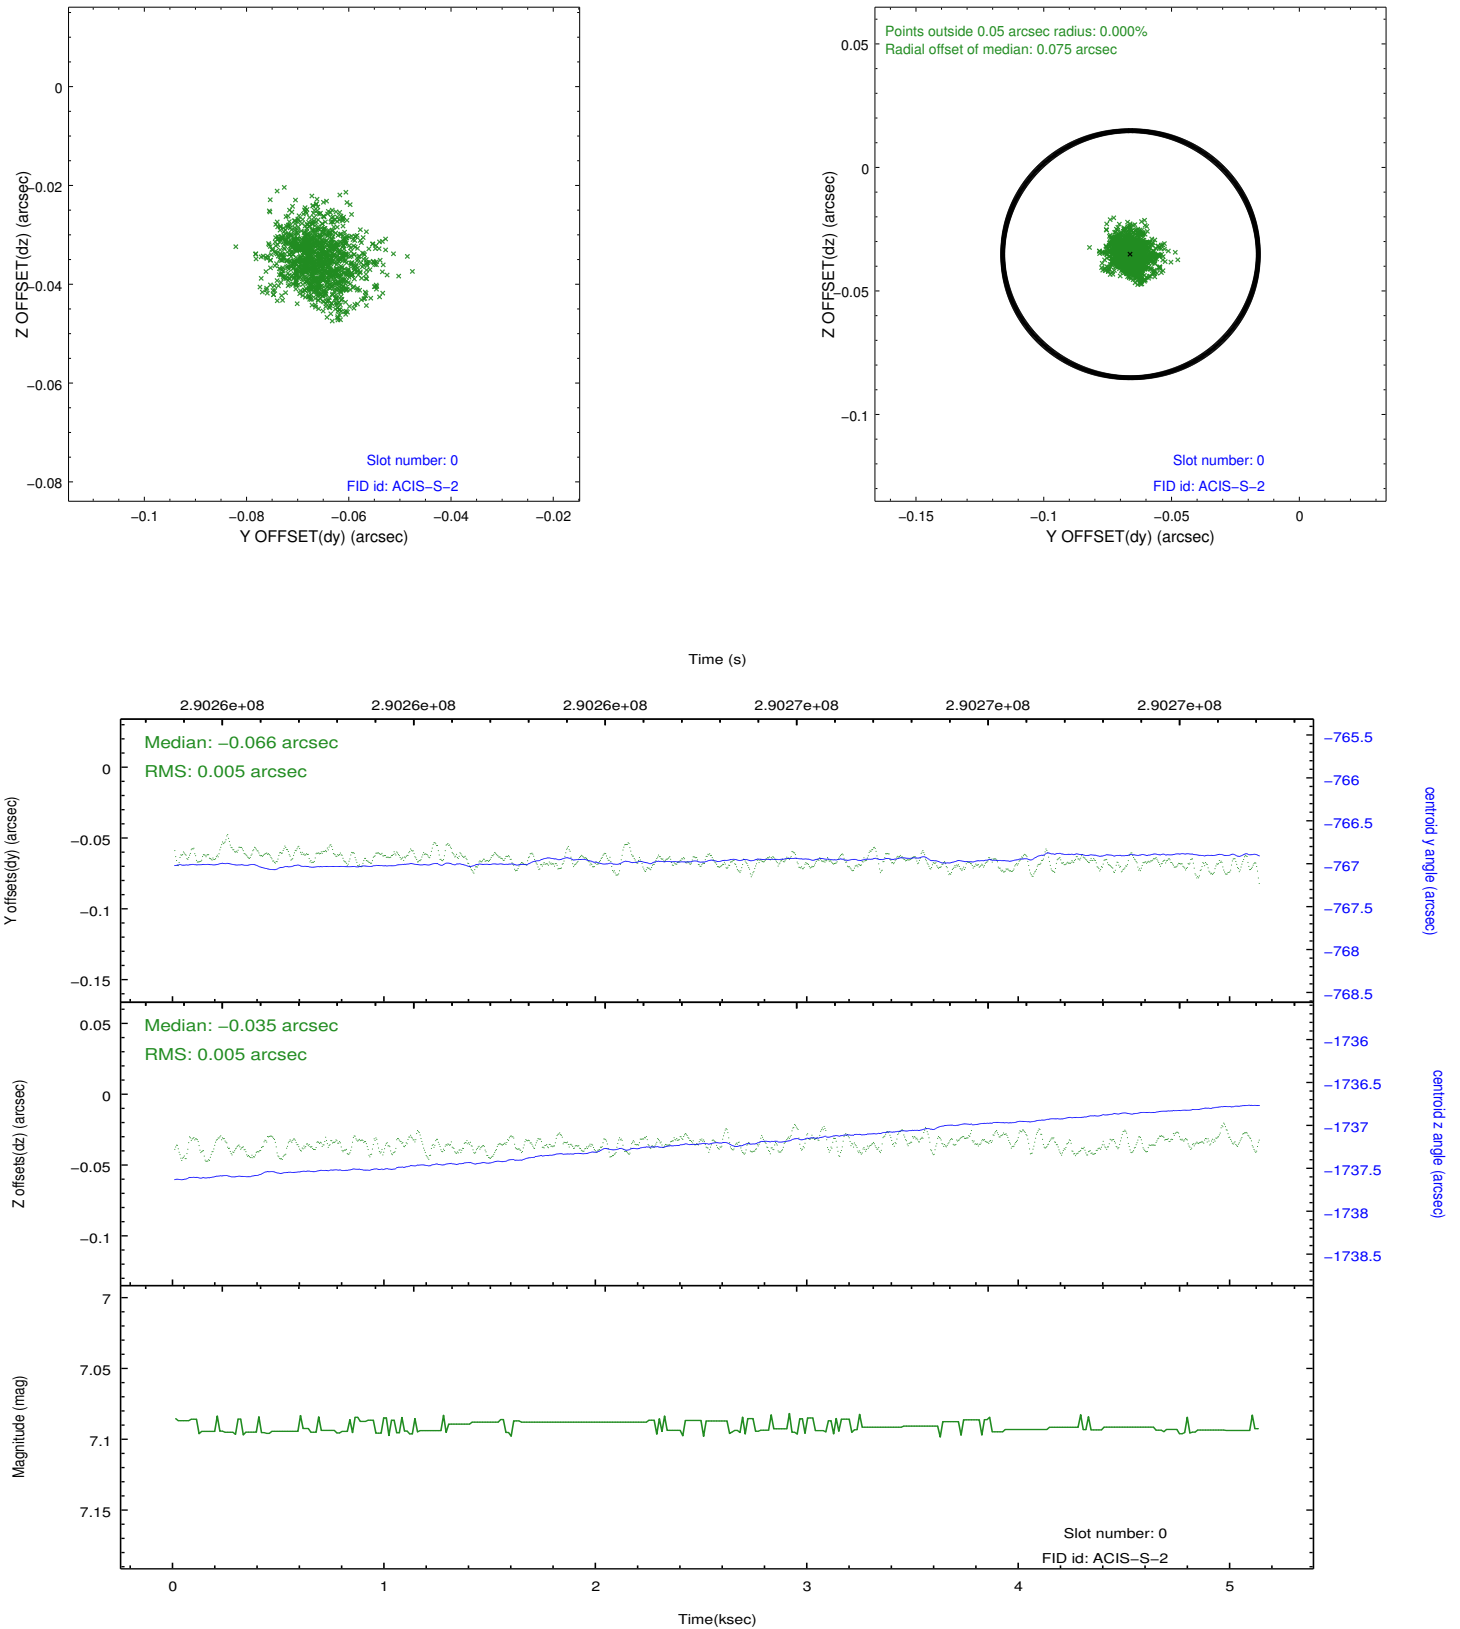 0
−0.02
−0.04
−0.06
−0.08
Z OFFSET(dz) (arcsec)
Slot number: 0
FID id: ACIS−S−2
−0.1
−0.08
−0.06
−0.04
−0.02
Y OFFSET(dy) (arcsec)
Points outside 0.05 arcsec radius: 0.000%
Radial offset of median: 0.075 arcsec
0.05
0
−0.05
−0.1
Z OFFSET(dz) (arcsec)
Slot number: 0
FID id: ACIS−S−2
−0.15
−0.1
−0.05
0
Y OFFSET(dy) (arcsec)
Time (s)
2.9026e+08
2.9026e+08
2.9026e+08
2.9027e+08
2.9027e+08
2.9027e+08
Median: −0.066 arcsec
RMS: 0.005 arcsec
0
−0.05
−0.1
−0.15
Y offsets(dy) (arcsec)
−765.5
−766
−766.5
−767
−767.5
−768
−768.5
centroid y angle (arcsec)
Median: −0.035 arcsec
RMS: 0.005 arcsec
0.05
0
−0.05
−0.1
Z offsets(dz) (arcsec)
−1736
−1736.5
−1737
−1737.5
−1738
−1738.5
centroid z angle (arcsec)
7
7.05
7.1
7.15
Magnitude (mag)
Slot number: 0
FID id: ACIS−S−2
0
1
2
3
4
5
Time(ksec)